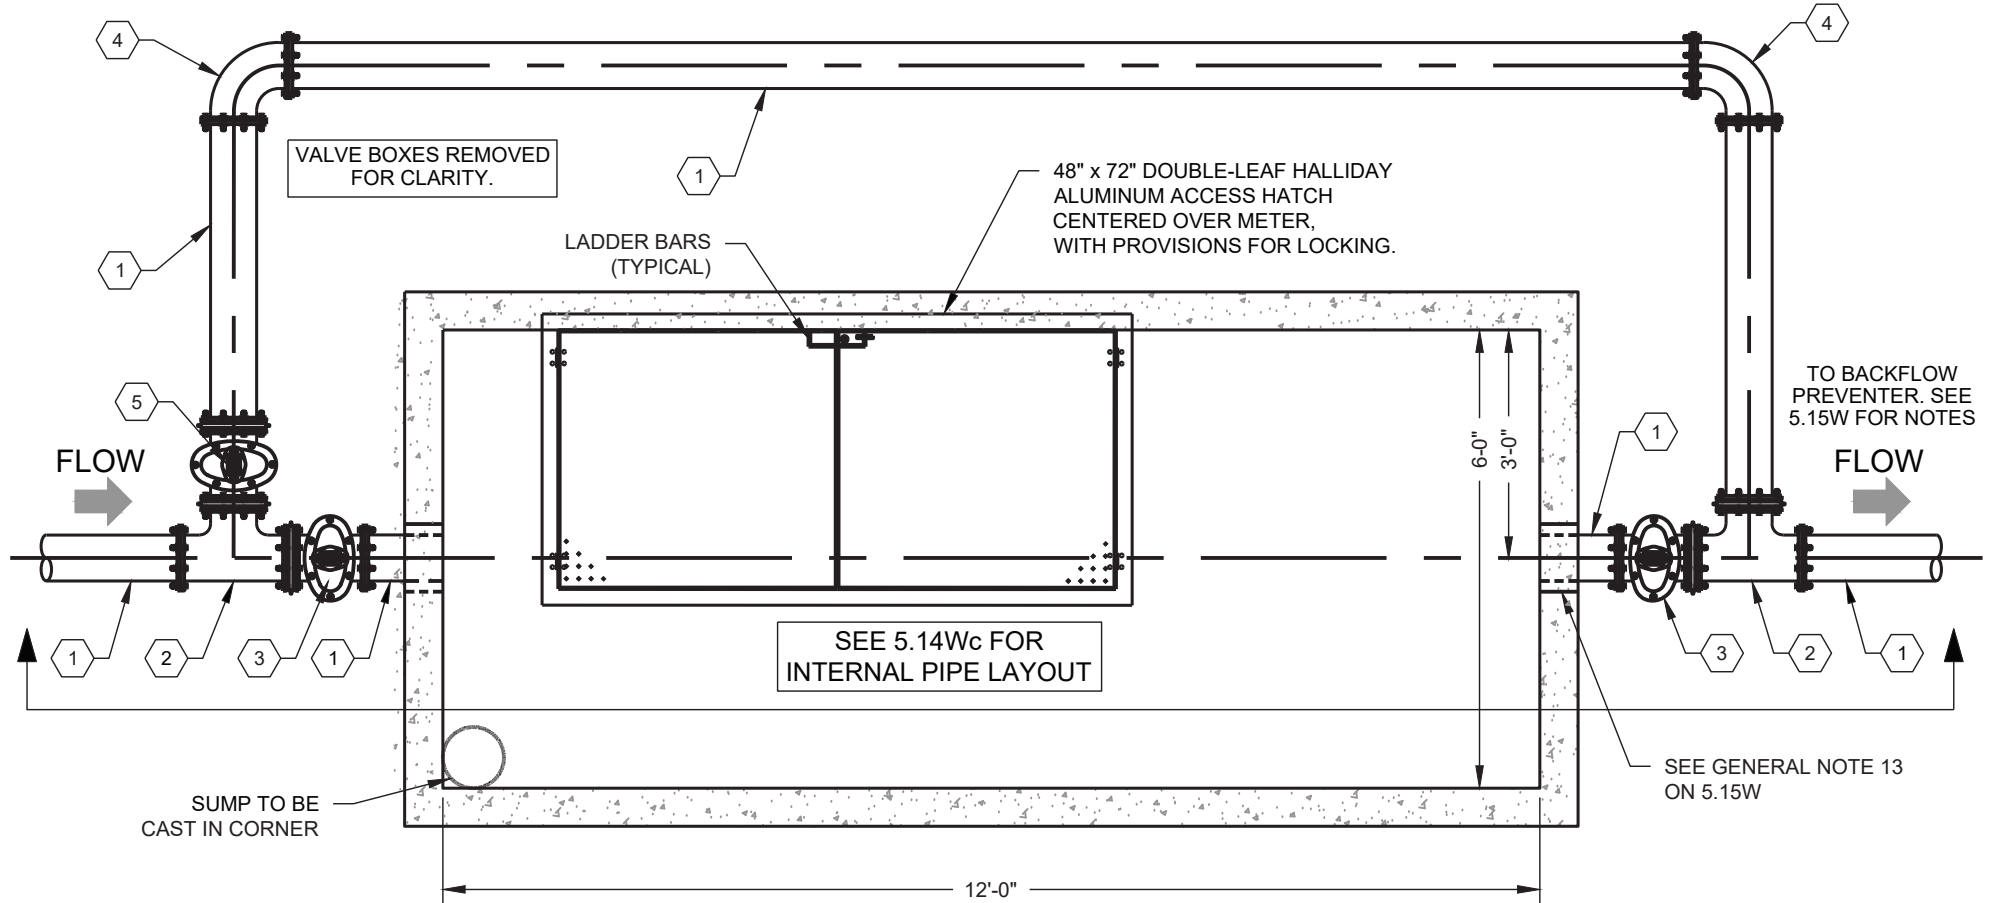 4
4
VALVE BOXES REMOVED
FOR CLARITY.
1
48" x 72" DOUBLE-LEAF HALLIDAY
ALUMINUM ACCESS HATCH
CENTERED OVER METER,
WITH PROVISIONS FOR LOCKING.
LADDER BARS
(TYPICAL)
1
5
FLOW
6-0"
3'-0"
1
TO BACKFLOW
PREVENTER. SEE
5.15W FOR NOTES
FLOW
1
2
3
1
SEE 5.14Wc FOR
INTERNAL PIPE LAYOUT
3
2
1
SUMP TO BE
CAST IN CORNER
SEE GENERAL NOTE 13
ON 5.15W
12'-0"